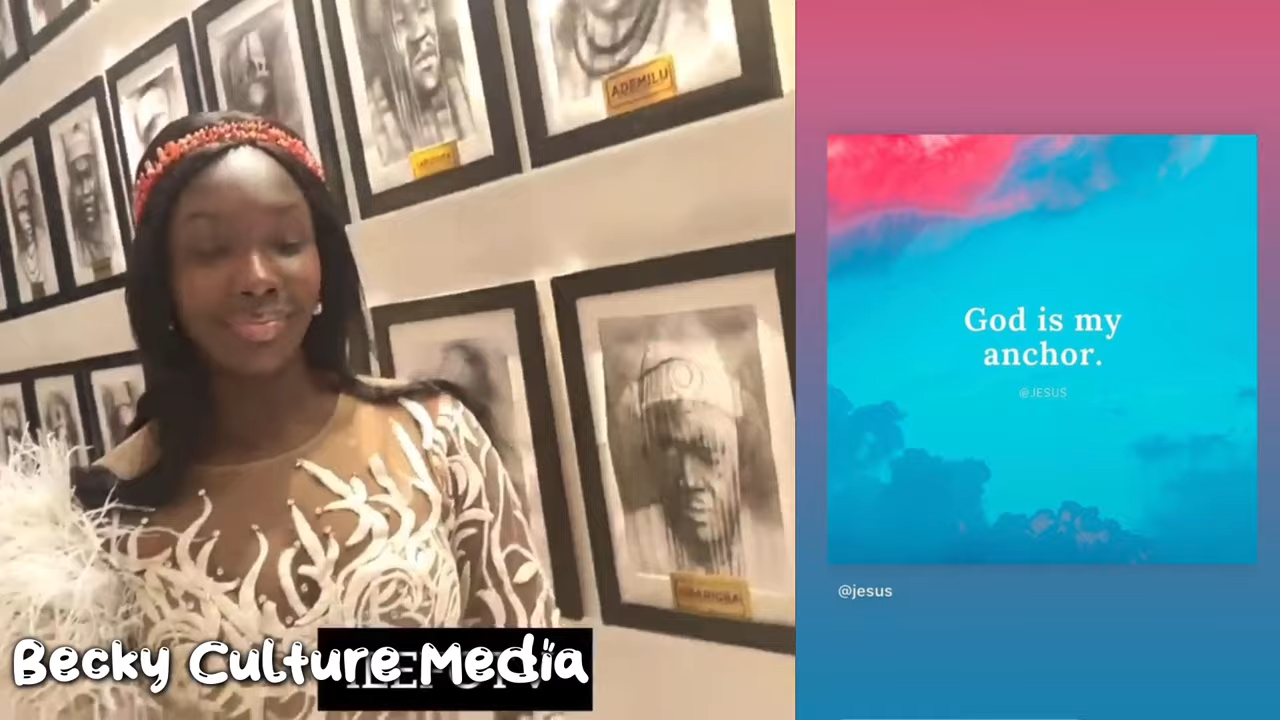 ADEMILU
God is my
anchor.
@JESUS
@jesus
Becky Culture Media